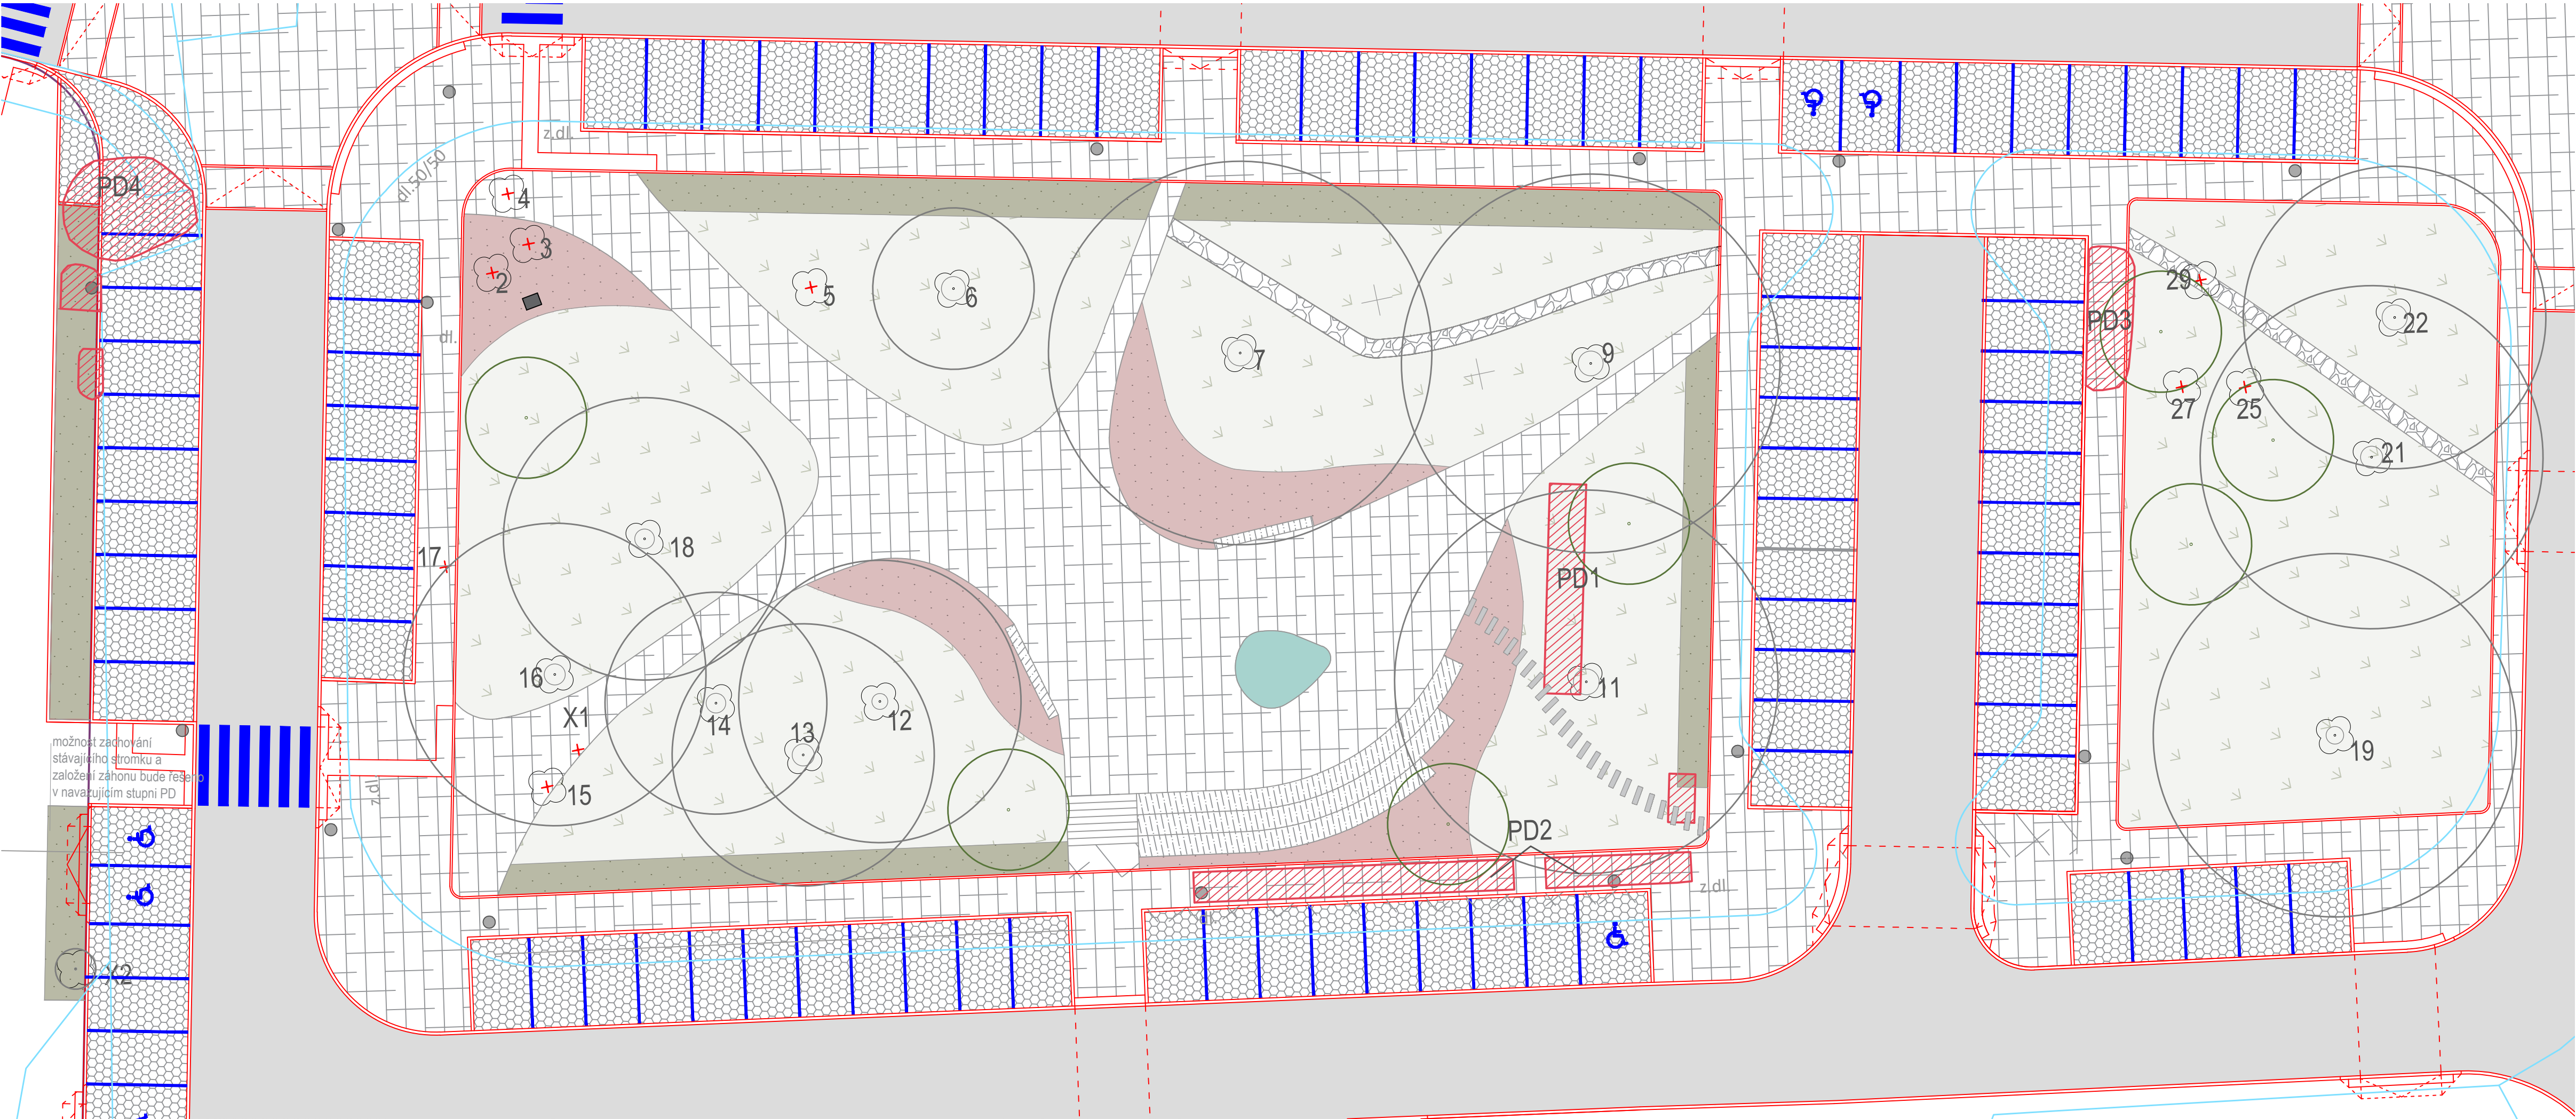 z.dl.
dl.50/50
PD4
4
3
2
5
6
7
9
29
22
PD3
27
25
21
dl.
17
18
PD1
16
X1
14
13
12
11
19
15
možnost zachování
stávajícího stromku a
založení záhonu bude řešeno
v navazujícím stupni PD
z.dl.
PD2
z.dl.
dl.
X2